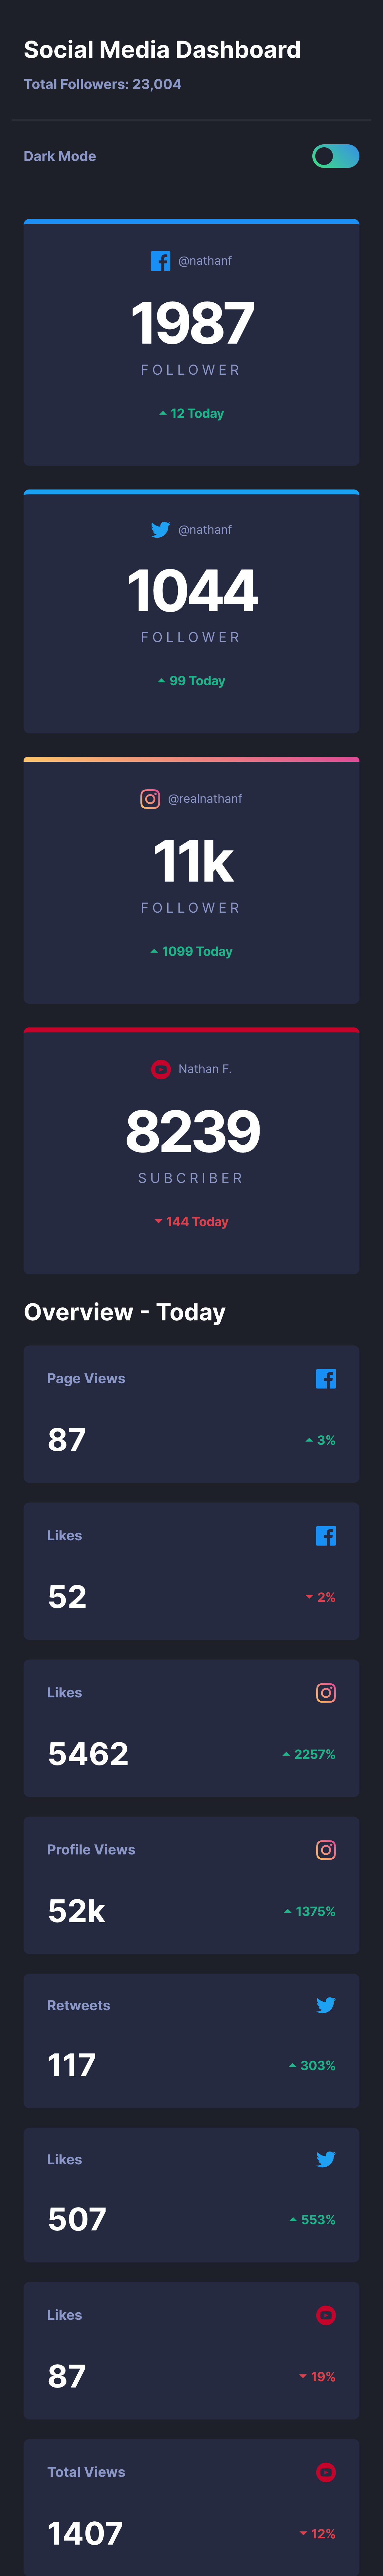 Social Media Dashboard
Total Followers: 23,004
Dark Mode
@nathanf
1987
FOLLOWER
12 Today
@nathanf
1044
FOLLOWER
99 Today
@realnathanf
11k
FOLLOWER
1099 Today
Nathan F.
8239
SUBCRIBER
144 Today
Overview - Today
Page Views
87
3%
Likes
52
2%
Likes
5462
2257%
Profile Views
52k
1375%
Retweets
117
303%
Likes
507
553%
Likes
87
19%
Total Views
1407
12%